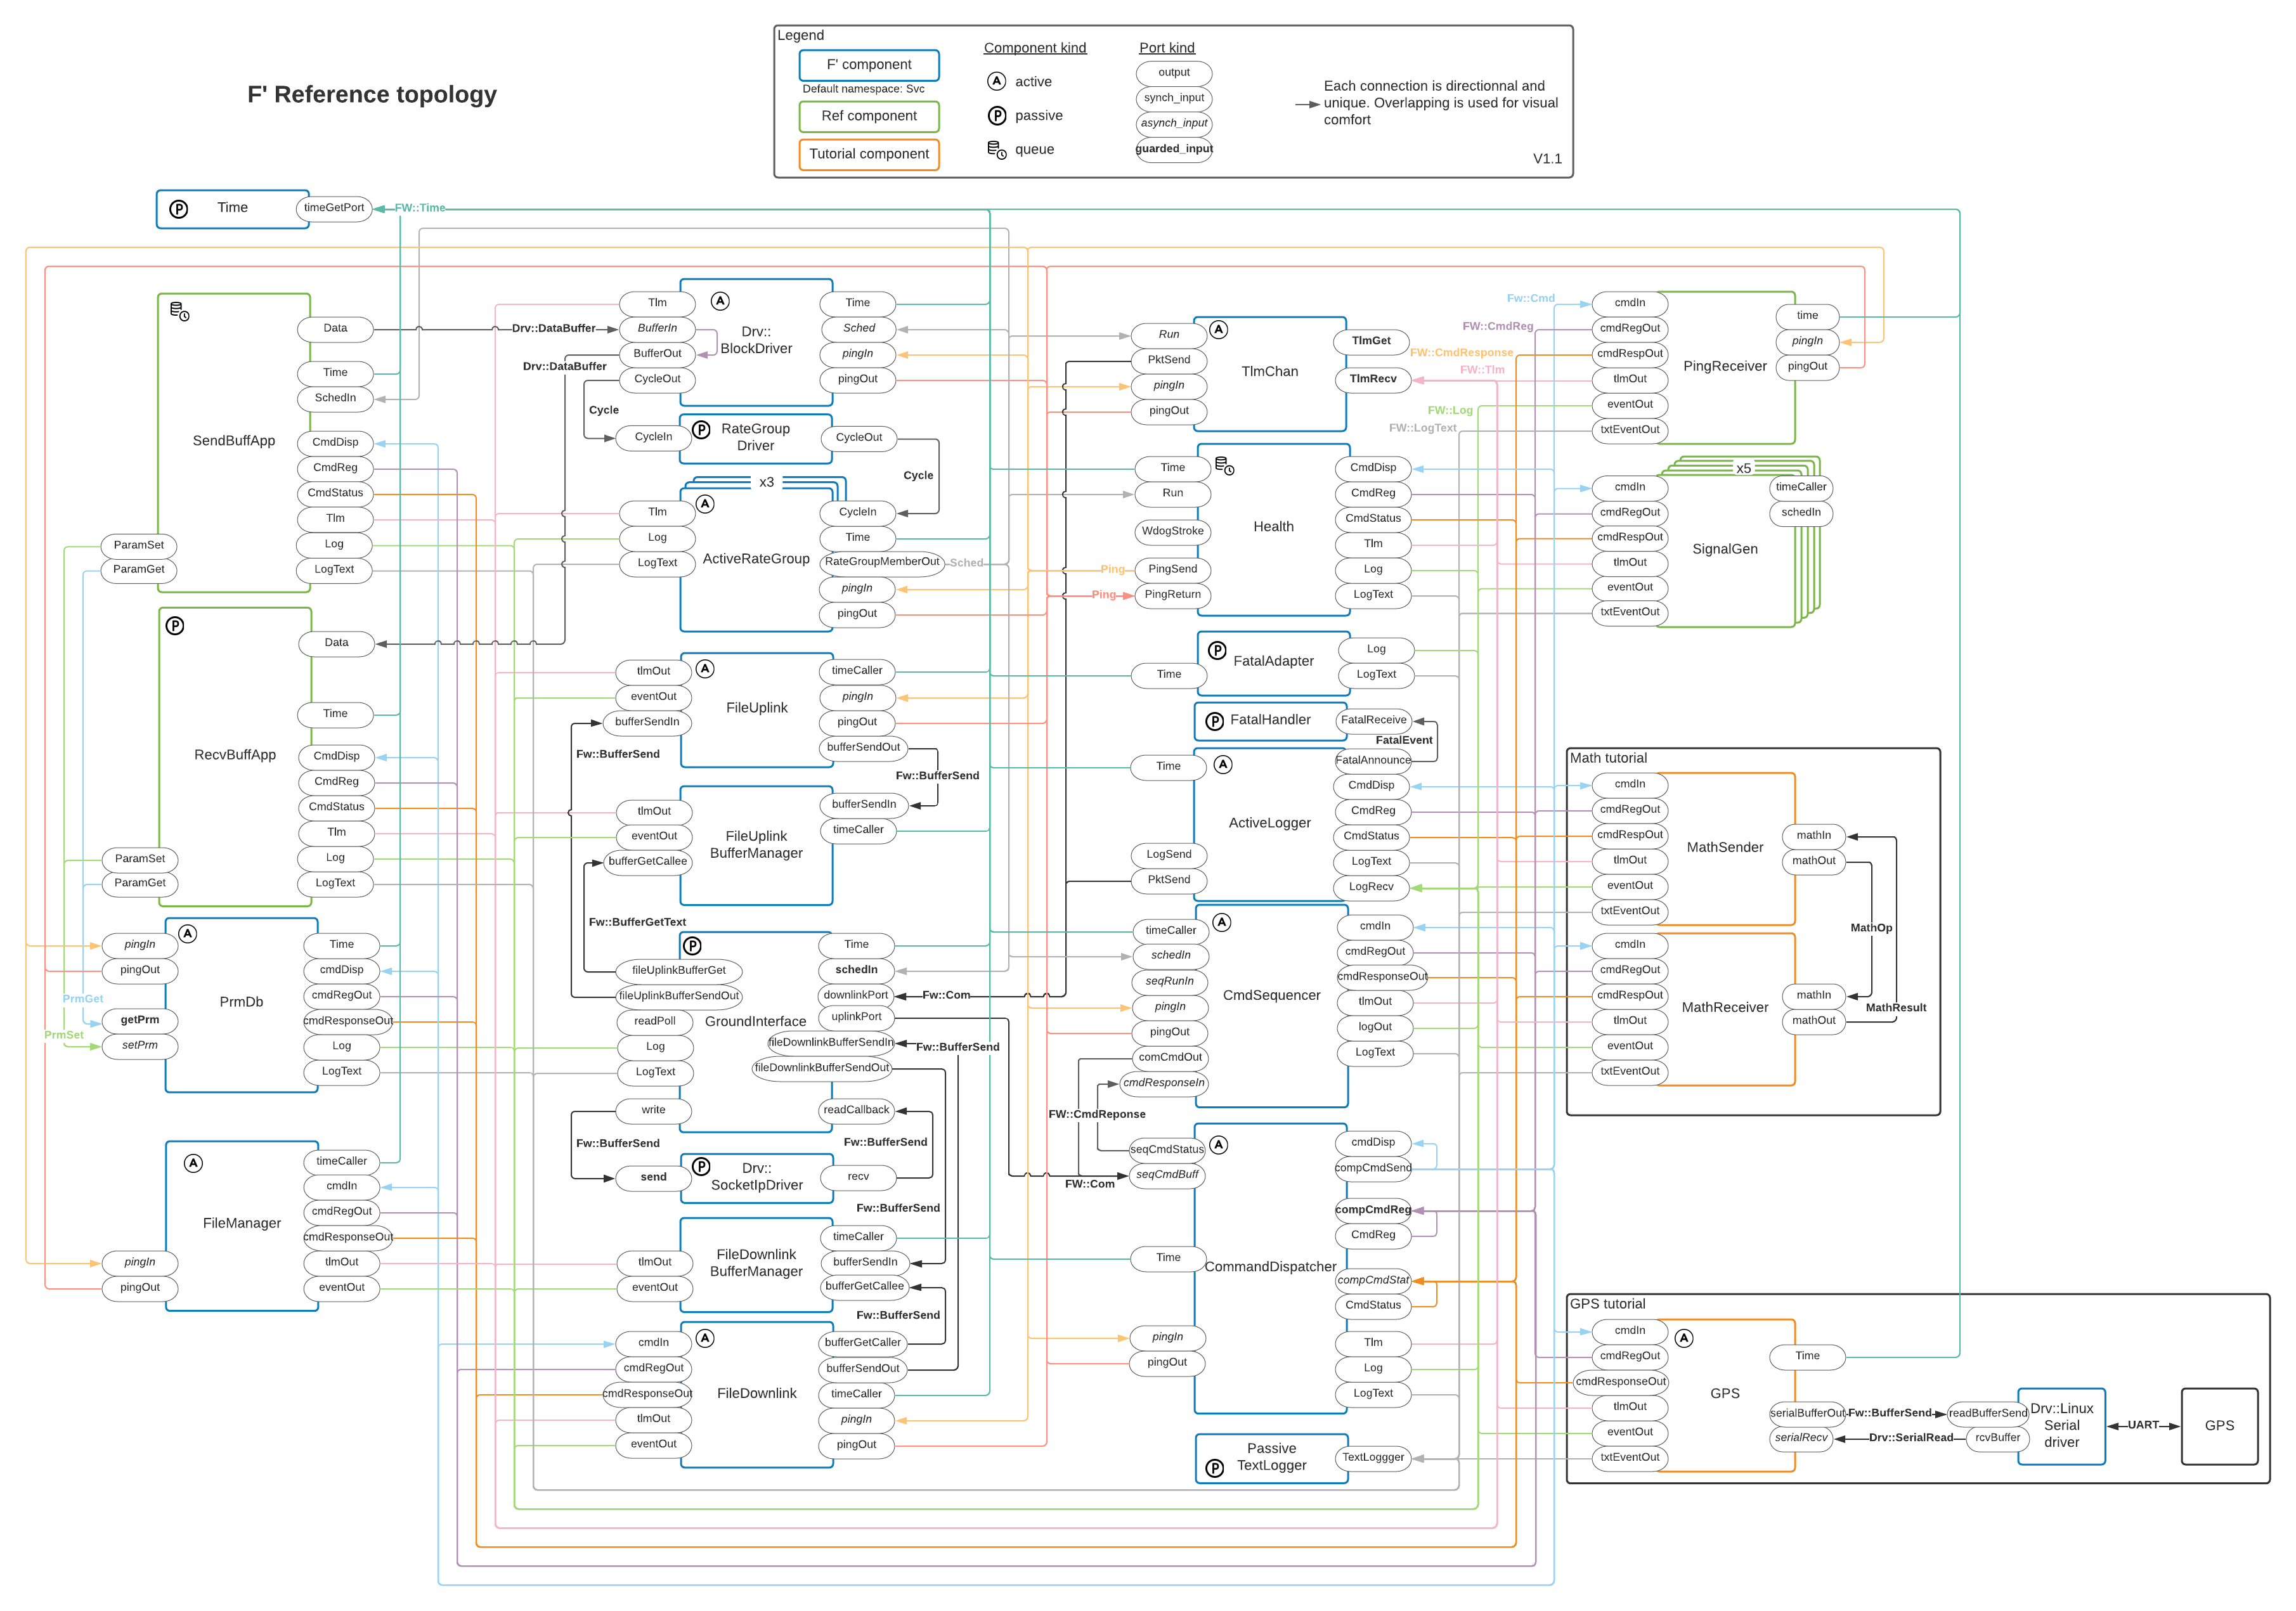 F' Reference topology
Legend
F' component
Default namespace: Svc
Ref component
Tutorial component
Component kind
A active
P passive
queue
Port kind
output
synch_input
asynch_input
guarded_input
Each connection is directionnal and
unique. Overlapping is used for visual
comfort
V1.1
P Time
timeGetPort
FW::Time
SendBuffApp
Data
Time
SchedIn
CmdDisp
CmdReg
CmdStatus
Tlm
Log
LogText
ParamSet
ParamGet
P
RecvBuffApp
Data
Time
CmdDisp
CmdReg
CmdStatus
Tlm
Log
LogText
ParamSet
ParamGet
A
PrmDb
pingIn
pingOut
PrmGet
getPrm
PrmSet
setPrm
Time
cmdDisp
cmdRegOut
cmdResponseOut
Log
LogText
A
FileManager
timeCaller
cmdIn
cmdRegOut
cmdResponseOut
tlmOut
eventOut
pingIn
pingOut
A
Drv::
BlockDriver
Tlm
BufferIn
BufferOut
CycleOut
Time
Sched
pingIn
pingOut
Drv::DataBuffer
Drv::DataBuffer
Cycle
P
RateGroup
Driver
CycleIn
CycleOut
Cycle
x3
A
ActiveRateGroup
Tlm
Log
LogText
CycleIn
Time
RateGroupMemberOut
Sched
pingIn
pingOut
A
FileUplink
tlmOut
eventOut
bufferSendIn
timeCaller
pingIn
pingOut
bufferSendOut
Fw::BufferSend
Fw::BufferSend
FileUplink
BufferManager
tlmOut
eventOut
bufferGetCallee
bufferSendIn
timeCaller
Fw::BufferGetText
P
GroundInterface
fileUplinkBufferGet
fileUplinkBufferSendOut
readPoll
Log
LogText
write
Time
schedIn
downlinkPort
uplinkPort
fileDownlinkBufferSendIn
fileDownlinkBufferSendOut
readCallback
Fw::Com
Fw::BufferSend
Fw::BufferSend
Fw::BufferSend
P
Drv::
SocketIpDriver
send
recv
Fw::BufferSend
FileDownlink
BufferManager
tlmOut
eventOut
timeCaller
bufferSendIn
bufferGetCallee
Fw::BufferSend
A
FileDownlink
cmdIn
cmdRegOut
cmdResponseOut
tlmOut
eventOut
bufferGetCaller
bufferSendOut
timeCaller
pingIn
pingOut
A
TlmChan
Run
PktSend
pingIn
pingOut
TlmGet
TlmRecv
Health
Time
Run
WdogStroke
PingSend
PingReturn
Ping
Ping
CmdDisp
CmdReg
CmdStatus
Tlm
Log
LogText
P
FatalAdapter
Time
Log
LogText
P FatalHandler
FatalReceive
FatalEvent
A
ActiveLogger
Time
LogSend
PktSend
FatalAnnounce
CmdDisp
CmdReg
CmdStatus
LogText
LogRecv
A
CmdSequencer
timeCaller
schedIn
seqRunIn
pingIn
pingOut
comCmdOut
cmdResponseIn
cmdIn
cmdRegOut
cmdResponseOut
tlmOut
logOut
LogText
FW::CmdReponse
FW::Com
A
CommandDispatcher
seqCmdStatus
seqCmdBuff
Time
pingIn
pingOut
cmdDisp
compCmdSend
compCmdReg
CmdReg
compCmdStat
CmdStatus
Tlm
Log
LogText
P
Passive
TextLogger
TextLoggger
Fw::Cmd
FW::CmdReg
FW::CmdResponse
FW::Tlm
FW::Log
FW::LogText
PingReceiver
cmdIn
cmdRegOut
cmdRespOut
tlmOut
eventOut
txtEventOut
time
pingIn
pingOut
x5
SignalGen
cmdIn
cmdRegOut
cmdRespOut
tlmOut
eventOut
txtEventOut
timeCaller
schedIn
Math tutorial
MathSender
cmdIn
cmdRegOut
cmdRespOut
tlmOut
eventOut
txtEventOut
mathIn
mathOut
MathOp
MathReceiver
cmdIn
cmdRegOut
cmdRespOut
tlmOut
eventOut
txtEventOut
mathIn
mathOut
MathResult
GPS tutorial
A
GPS
cmdIn
cmdRegOut
cmdResponseOut
tlmOut
eventOut
txtEventOut
Time
serialBufferOut
serialRecv
Fw::BufferSend
Drv::SerialRead
readBufferSend
rcvBuffer
Drv::Linux
Serial
driver
UART
GPS